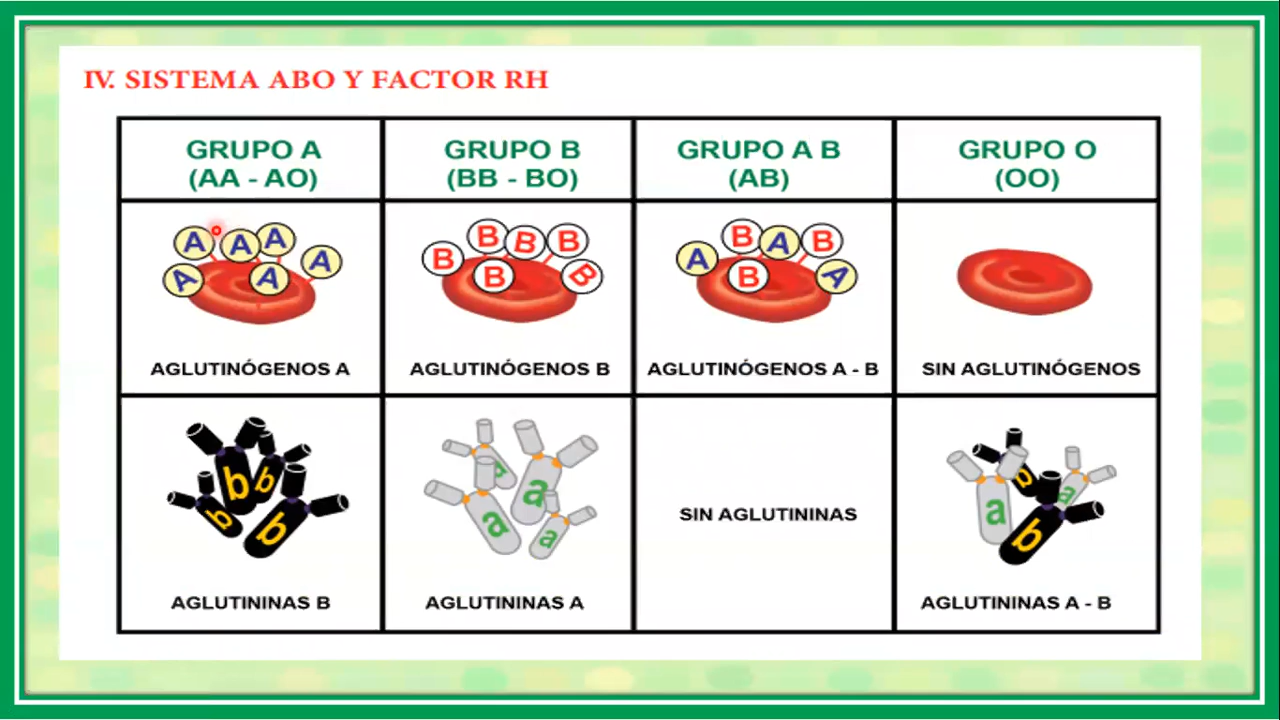 IV. SISTEMA ABO Y FACTOR RH
GRUPO A
(AA - AO)
GRUPO B
(BB - BO)
GRUPO A B
(AB)
GRUPO O
(OO)
A A A A A A
B B B B B B
A B A B B A
AGLUTINÓGENOS A
AGLUTINÓGENOS B
AGLUTINÓGENOS A - B
SIN AGLUTINÓGENOS
b b b b
a a a a
SIN AGLUTININAS
b a a b
AGLUTININAS B
AGLUTININAS A
AGLUTININAS A - B